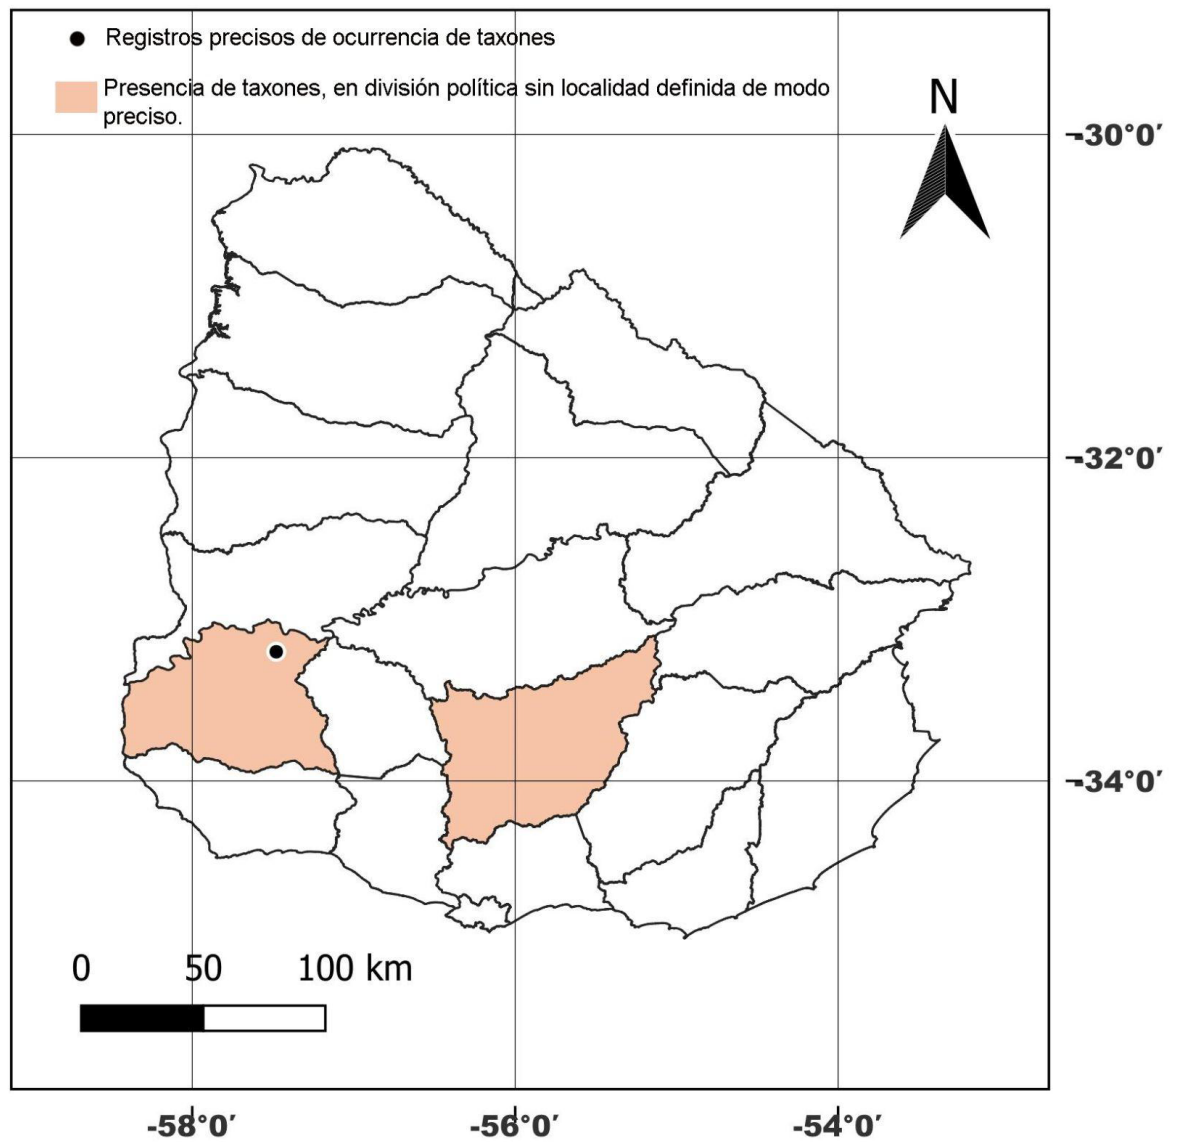 Registros precisos de ocurrencia de taxones
Presencia de taxones, en división política sin localidad definida de modo
preciso.
N
-30°0′
-32°0′
-34°0′
0 50 100 km
-58°0′ -56°0′ -54°0′